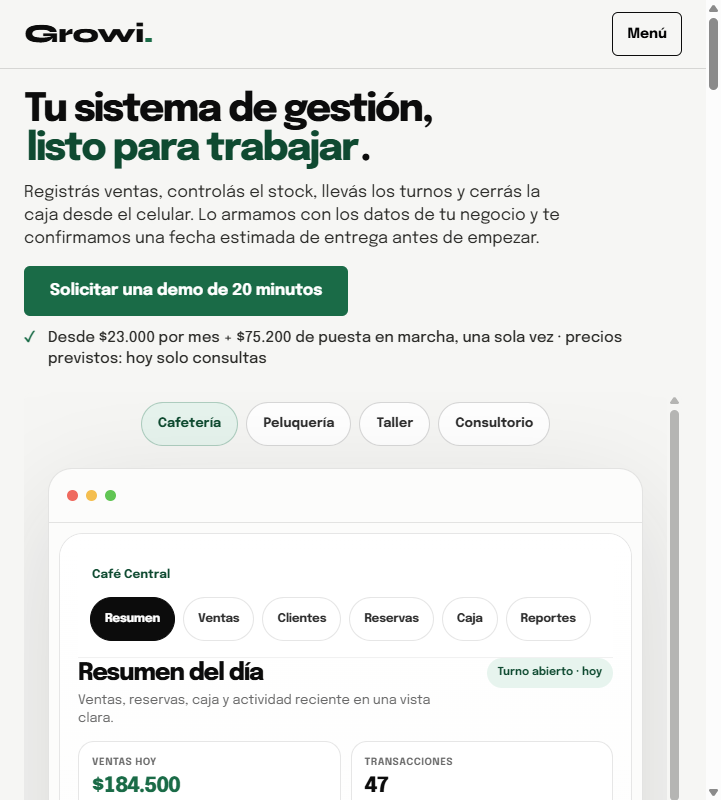 Growi.
Menú
Tu sistema de gestión,
listo para trabajar.
Registrás ventas, controlás el stock, llevás los turnos y cerrás la
caja desde el celular. Lo armamos con los datos de tu negocio y te
confirmamos una fecha estimada de entrega antes de empezar.
Solicitar una demo de 20 minutos
✓ Desde $23.000 por mes + $75.200 de puesta en marcha, una sola vez · precios
previstos: hoy solo consultas
Cafetería Peluquería Taller Consultorio
Café Central
Resumen Ventas Clientes Reservas Caja Reportes
Resumen del día
Turno abierto · hoy
Ventas, reservas, caja y actividad reciente en una vista
clara.
VENTAS HOY TRANSACCIONES
$184.500 47